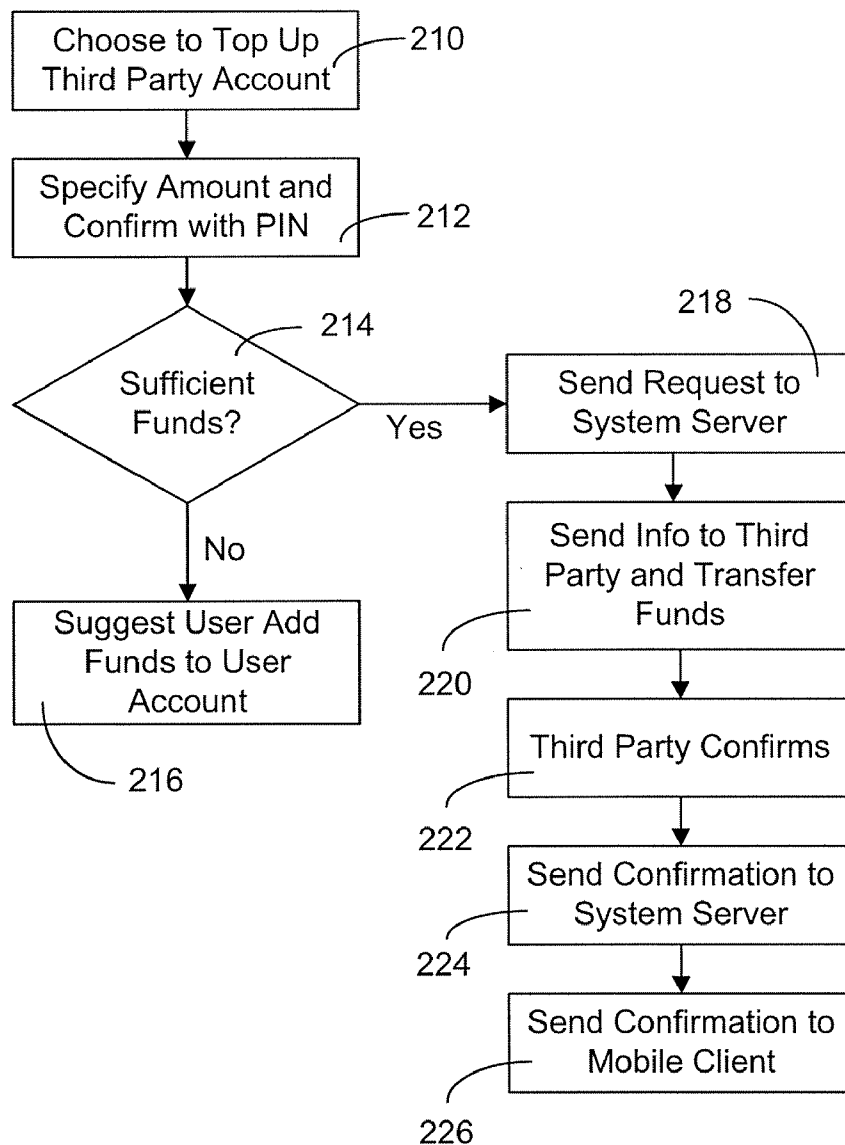 Choose to Top Up
Third Party Account
210
Specify Amount and
Confirm with PIN
212
214
Sufficient
Funds?
Yes
No
Suggest User Add
Funds to User
Account
216
218
Send Request to
System Server
Send Info to Third
Party and Transfer
Funds
220
Third Party Confirms
222
Send Confirmation to
System Server
224
Send Confirmation to
Mobile Client
226